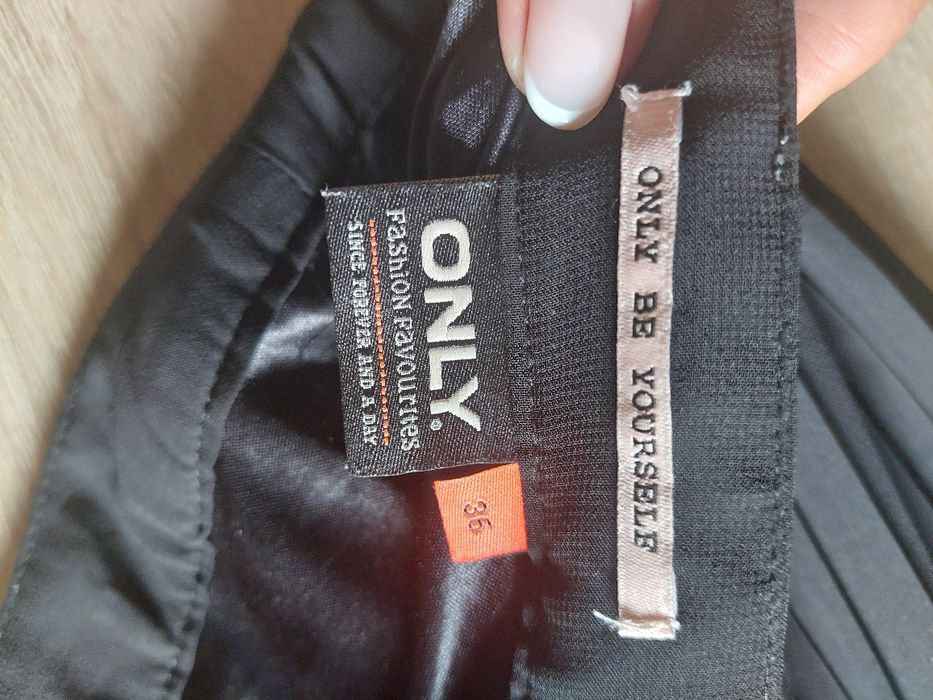 ONLY BE YOURSELF
ONLY®
Fashion Favourites
SINCE FOREVER AND A DAY
36